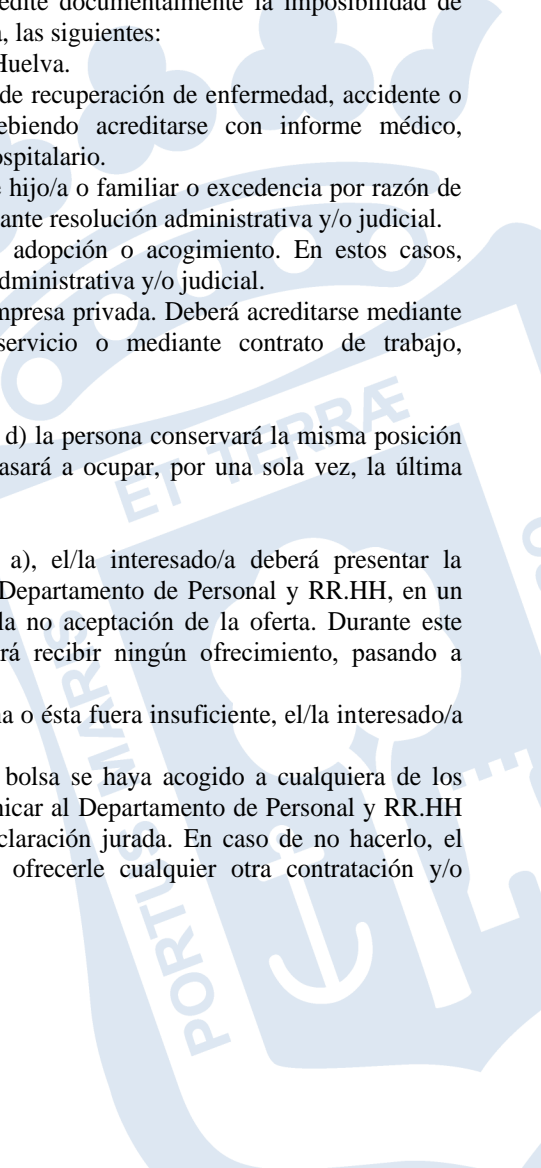 edite documentalmente la imposibilidad de
a, las siguientes:
Huelva.
de recuperación de enfermedad, accidente o
ebiendo acreditarse con informe médico,
ospitalario.
e hijo/a o familiar o excedencia por razón de
ante resolución administrativa y/o judicial.
adopción o acogimiento. En estos casos,
dministrativa y/o judicial.
mpresa privada. Deberá acreditarse mediante
servicio o mediante contrato de trabajo,
d) la persona conservará la misma posición
asará a ocupar, por una sola vez, la última
a), el/la interesado/a deberá presentar la
Departamento de Personal y RR.HH, en un
la no aceptación de la oferta. Durante este
rá recibir ningún ofrecimiento, pasando a
na o ésta fuera insuficiente, el/la interesado/a
bolsa se haya acogido a cualquiera de los
nicar al Departamento de Personal y RR.HH
claración jurada. En caso de no hacerlo, el
ofrecerle cualquier otra contratación y/o
PORTUS MARIS ET TERRÆ